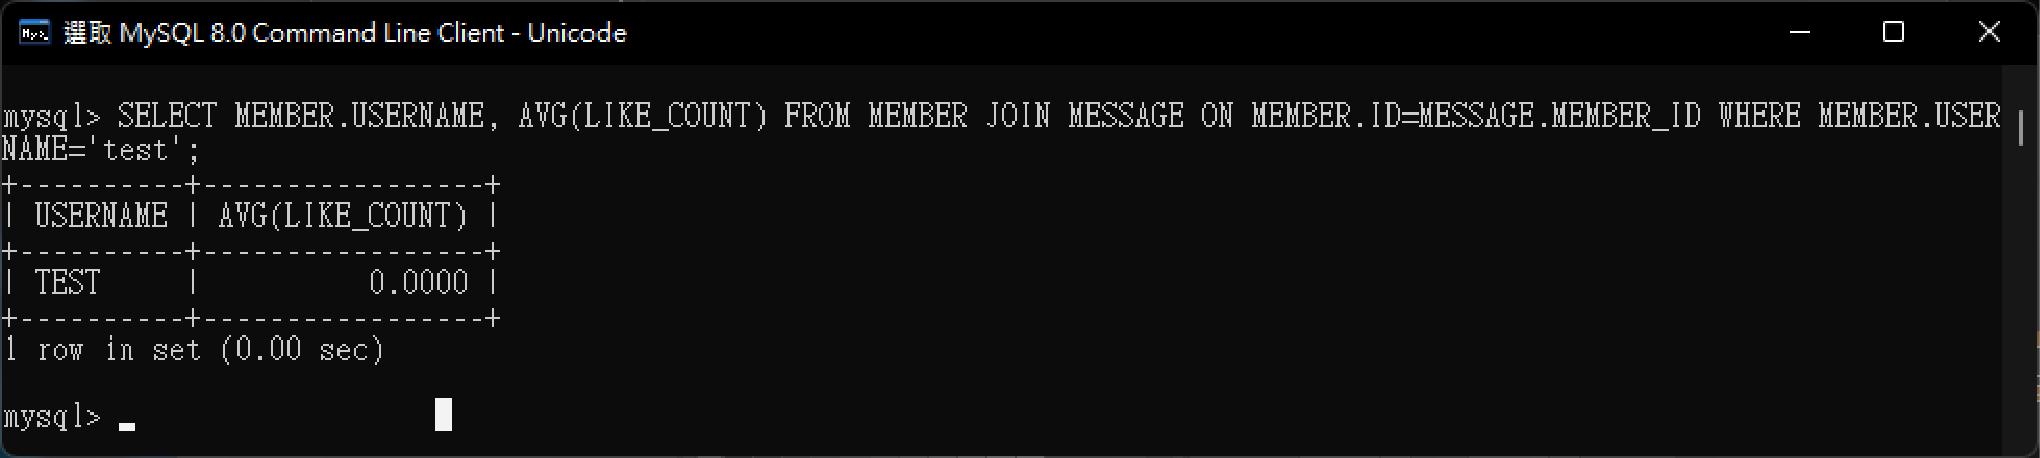 選取 MySQL 8.0 Command Line Client - Unicode
mysql> SELECT MEMBER.USERNAME, AVG(LIKE_COUNT) FROM MEMBER JOIN MESSAGE ON MEMBER.ID=MESSAGE.MEMBER_ID WHERE MEMBER.USER
NAME='test';
+----------+-----------------+
| USERNAME | AVG(LIKE_COUNT) |
+----------+-----------------+
| TEST     |          0.0000 |
+----------+-----------------+
1 row in set (0.00 sec)
mysql>